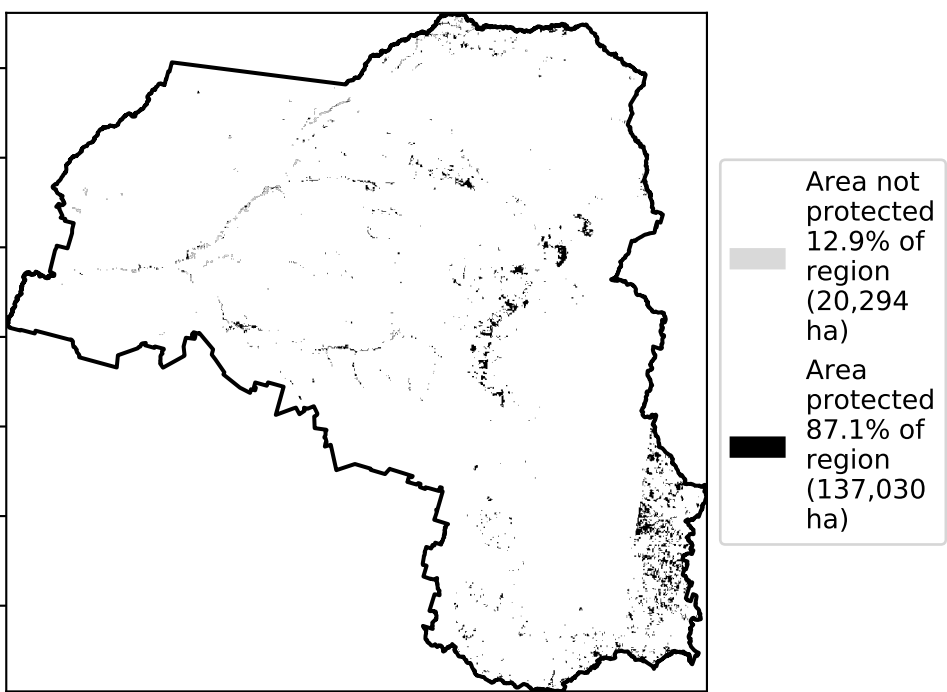 Area not
protected
12.9% of
region
(20,294
ha)
Area
protected
87.1% of
region
(137,030
ha)